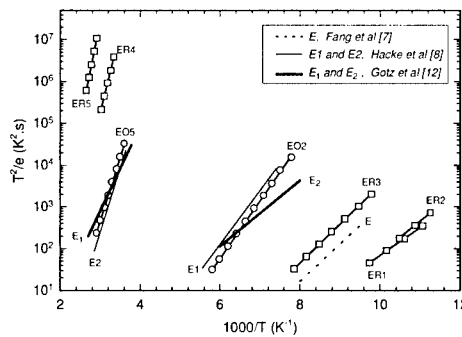 T²/e (K².s)
10⁷
10⁶
10⁵
10⁴
10³
10²
10¹
E. Fang et al [7]
E1 and E2. Hacke et al [8]
E₁ and E₂ . Gotz et al [12]
ER4
ER5
EO5
E₁
E2
EO2
E₂
E1
ER3
E
ER2
ER1
2 4 6 8 10 12
1000/T (K⁻¹)